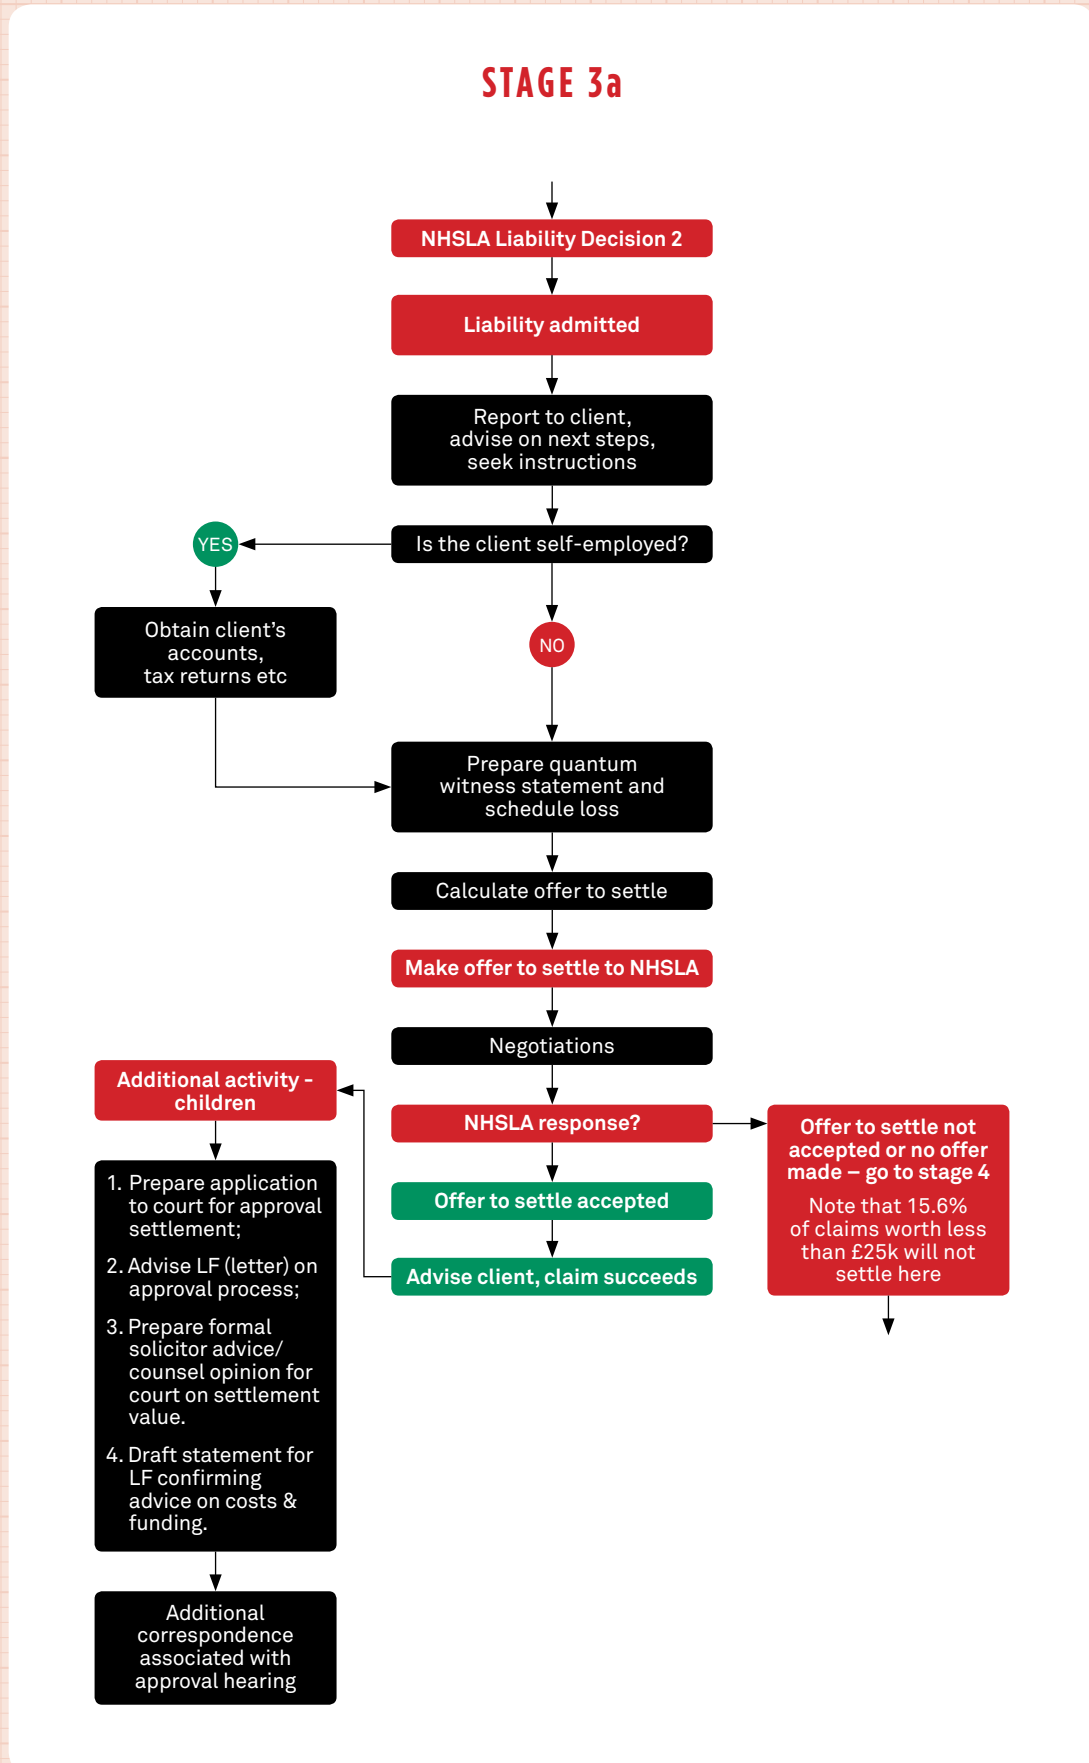 STAGE 3a
NHSLA Liability Decision 2
Liability admitted
Report to client,
advise on next steps,
seek instructions
Is the client self-employed?
YES
NO
Obtain client’s
accounts,
tax returns etc
Prepare quantum
witness statement and
schedule loss
Calculate offer to settle
Make offer to settle to NHSLA
Negotiations
NHSLA response?
Offer to settle not
accepted or no offer
made – go to stage 4
Note that 15.6%
of claims worth less
than £25k will not
settle here
Offer to settle accepted
Advise client, claim succeeds
Additional activity -
children
1. Prepare application
to court for approval
settlement;
2. Advise LF (letter) on
approval process;
3. Prepare formal
solicitor advice/
counsel opinion for
court on settlement
value.
4. Draft statement for
LF confirming
advice on costs &
funding.
Additional
correspondence
associated with
approval hearing